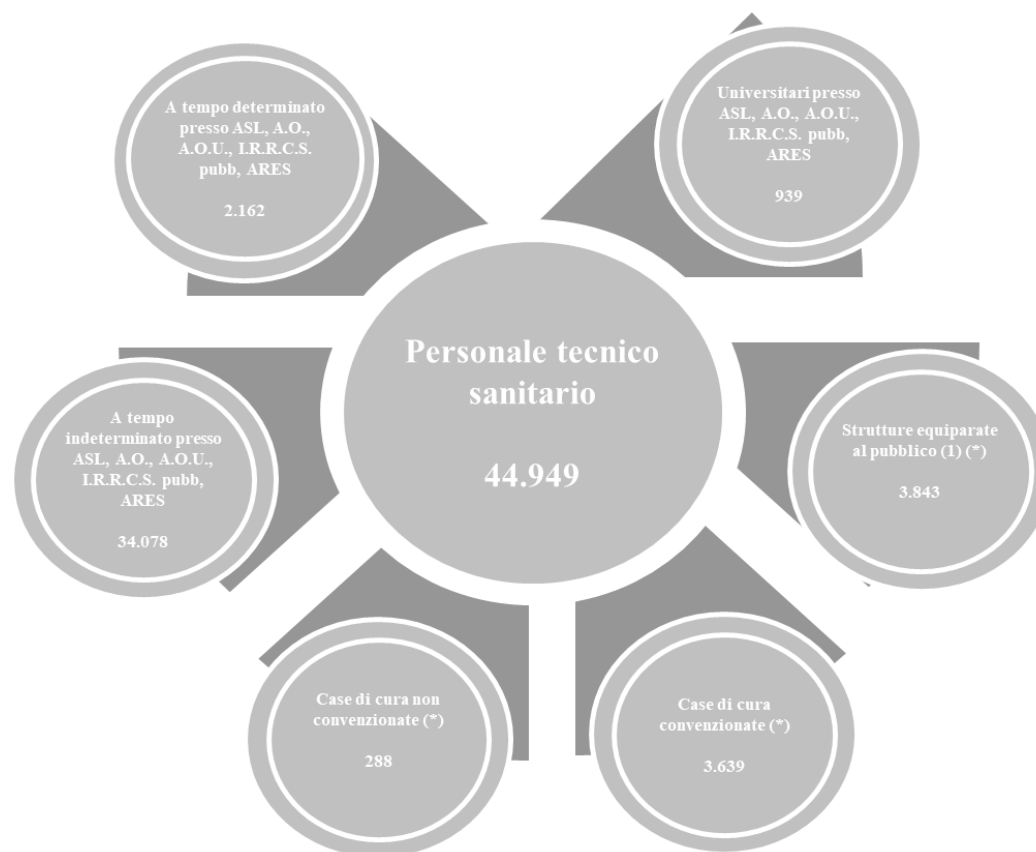 A tempo determinato
presso ASL, A.O.,
A.O.U., I.R.R.C.S.
pubb, ARES
2.162
Universitari presso
ASL, A.O., A.O.U.,
I.R.R.C.S. pubb,
ARES
939
Personale tecnico
sanitario
44.949
A tempo
indeterminato presso
ASL, A.O., A.O.U.,
I.R.R.C.S. pubb,
ARES
34.078
Strutture equiparate
al pubblico (1) (*)
3.843
Case di cura non
convenzionate (*)
288
Case di cura
convenzionate (*)
3.639